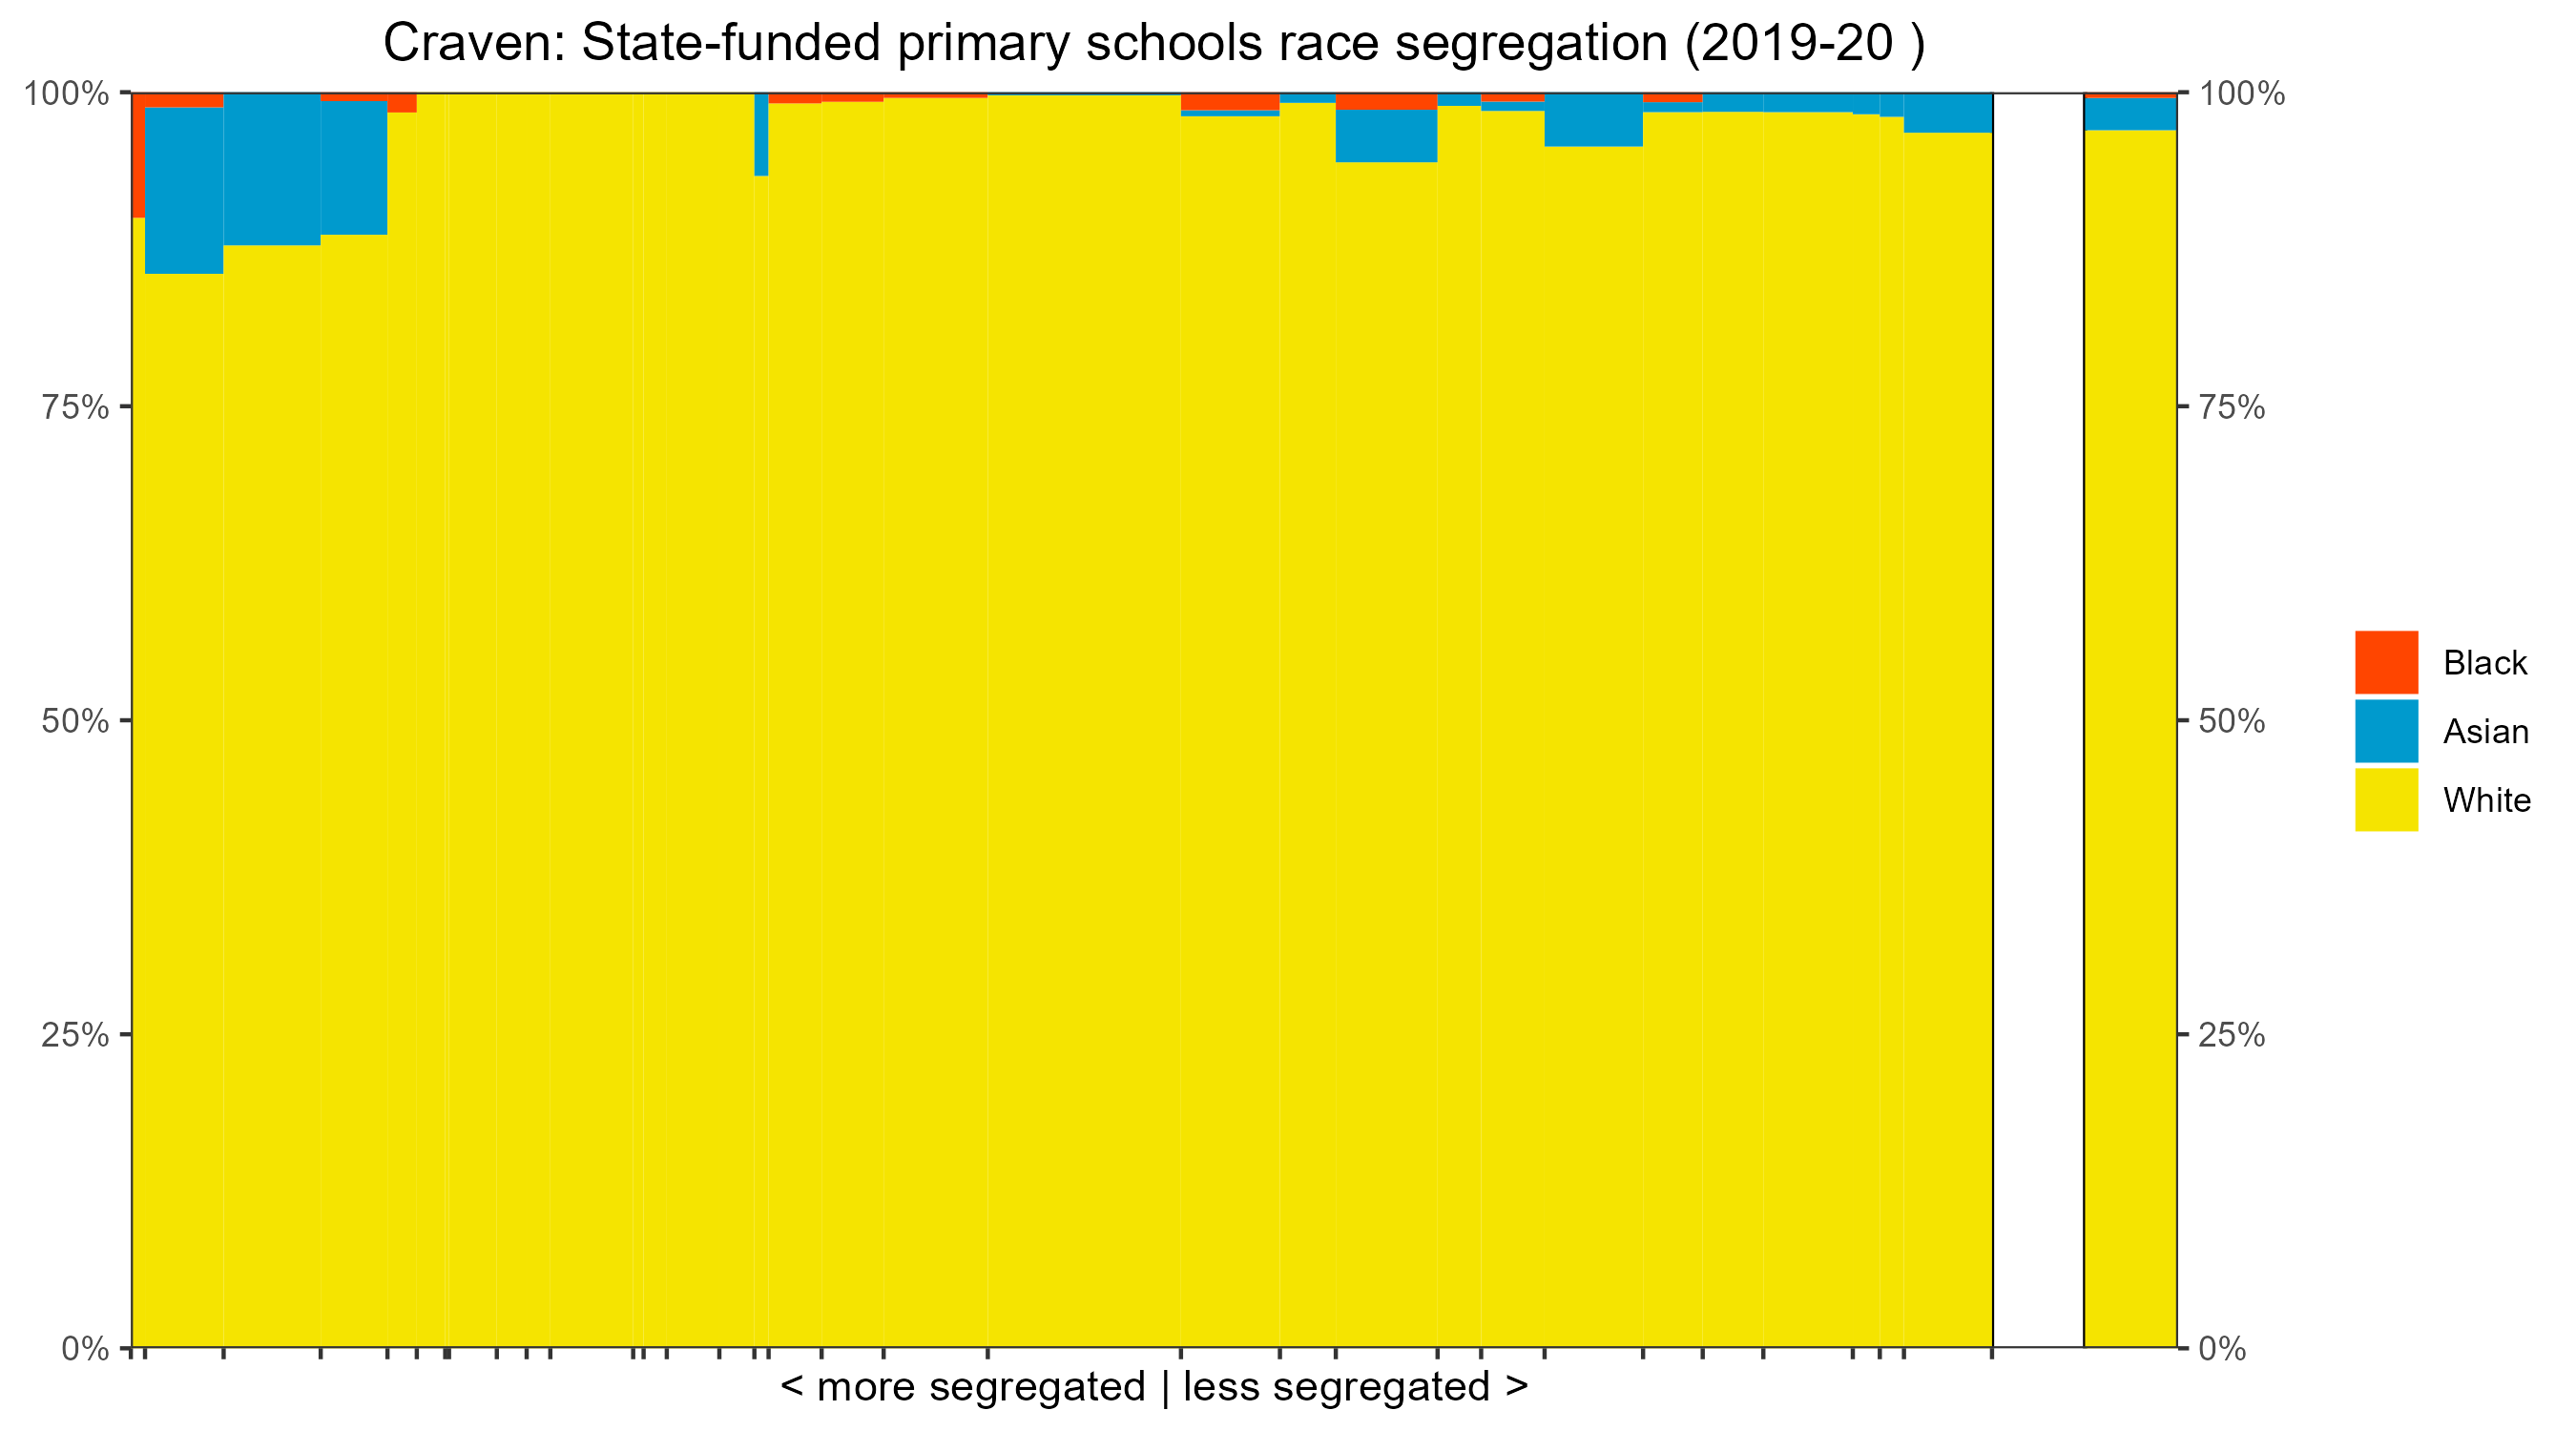 Craven: State-funded primary schools race segregation (2019-20 )
100%
75%
50%
25%
0%
100%
75%
50%
25%
0%
Black
Asian
White
< more segregated | less segregated >